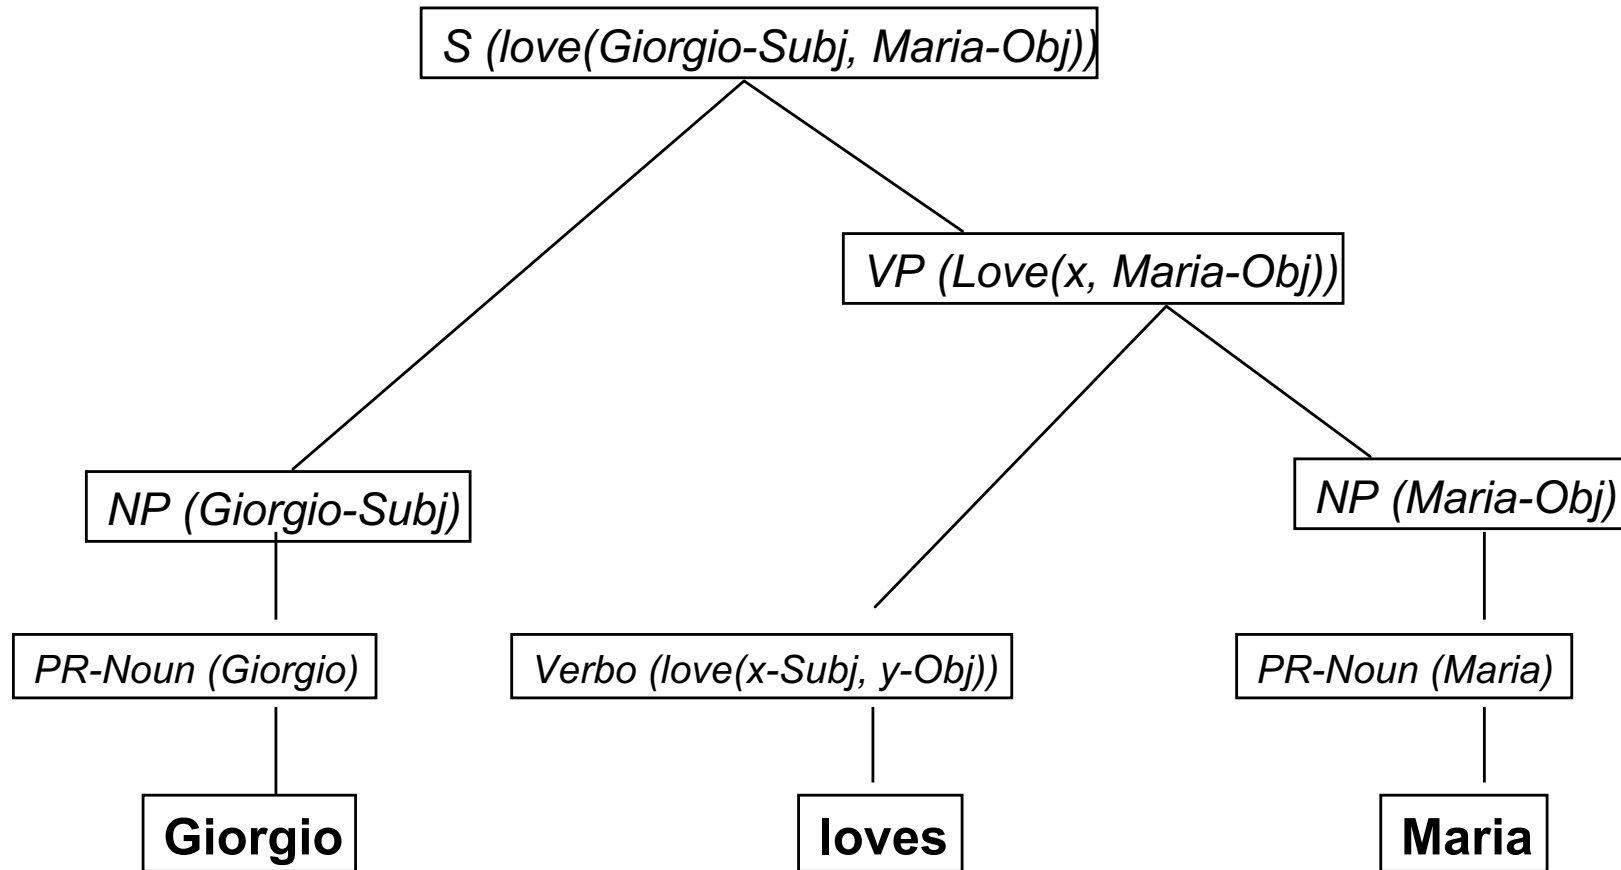 S (love(Giorgio-Subj, Maria-Obj))
VP (Love(x, Maria-Obj))
NP (Giorgio-Subj)
NP (Maria-Obj)
PR-Noun (Giorgio)
Verbo (love(x-Subj, y-Obj))
PR-Noun (Maria)
Giorgio
loves
Maria